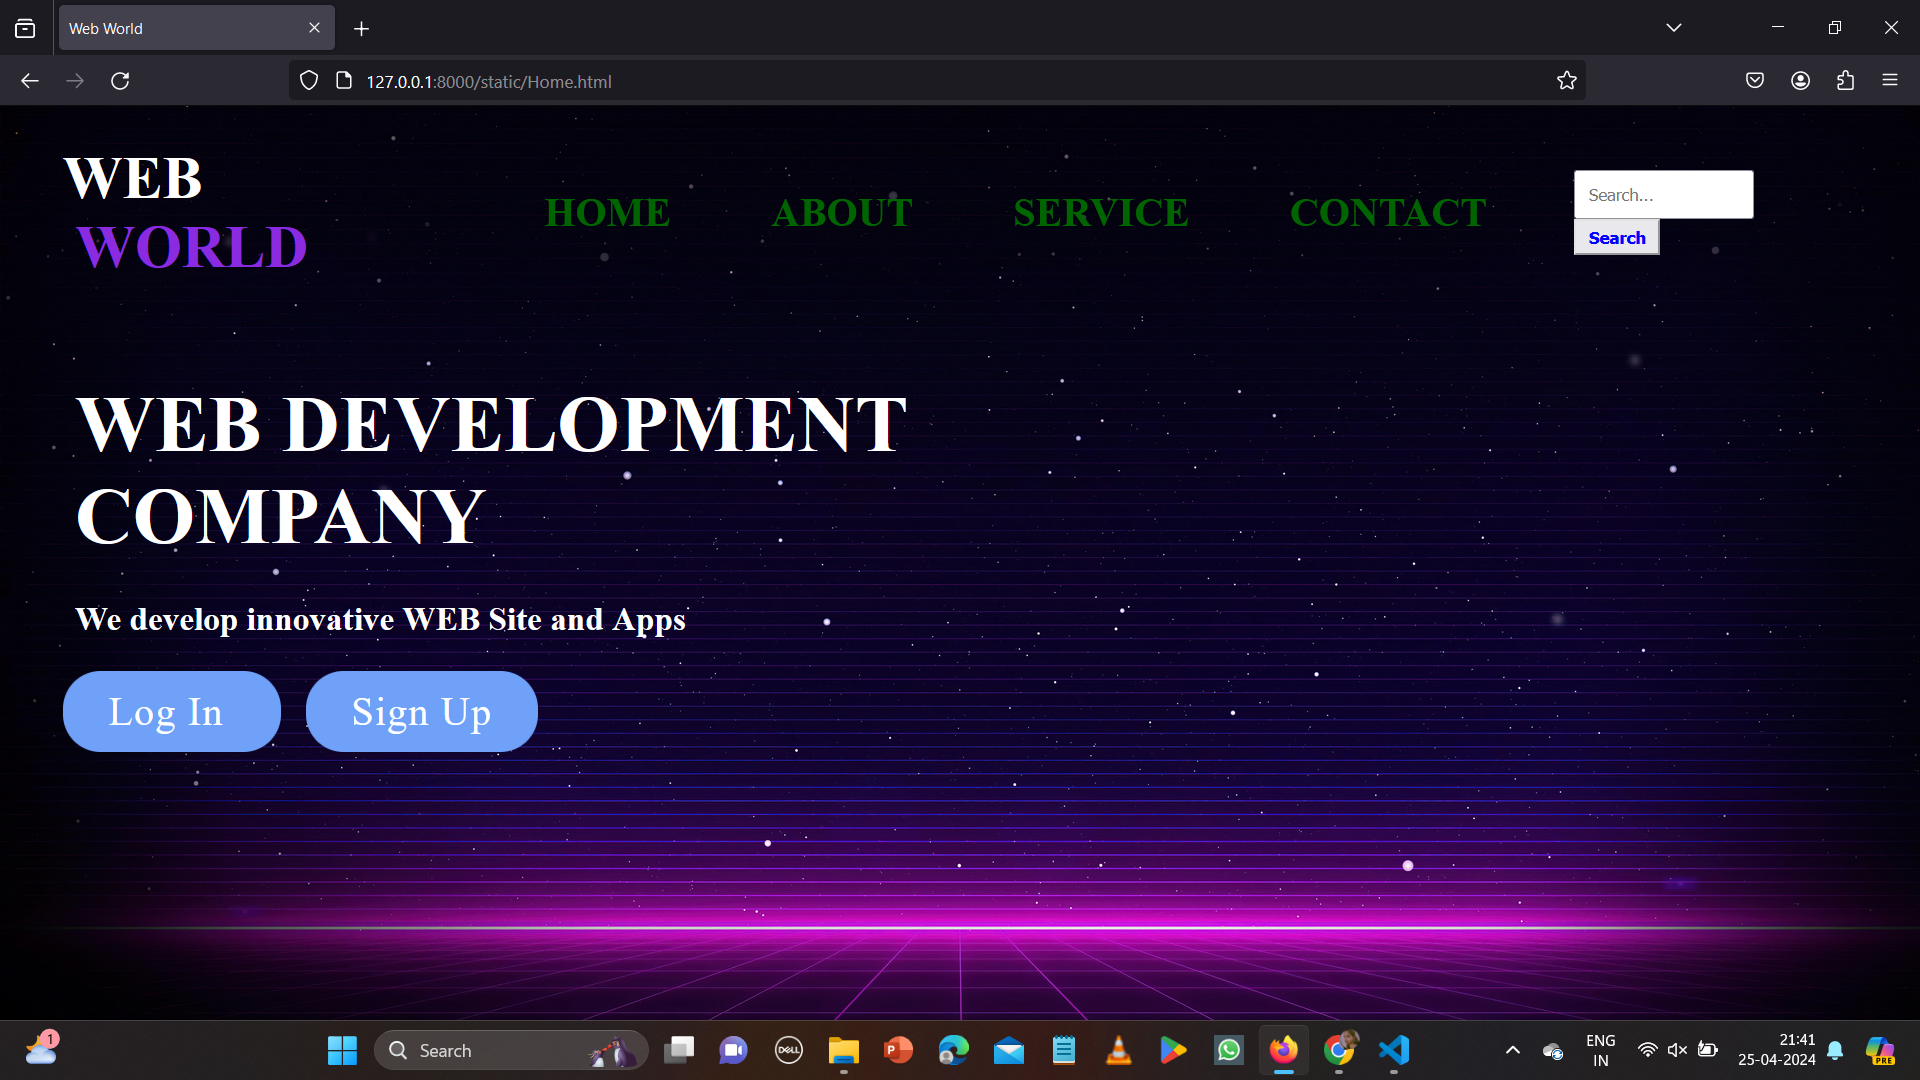 Web World
127.0.0.1:8000/static/Home.html
WEB
WORLD
HOME
ABOUT
SERVICE
CONTACT
Search...
Search
WEB DEVELOPMENT
COMPANY
We develop innovative WEB Site and Apps
Log In
Sign Up
1
Search
DELL
P
ENG
IN
21:41
25-04-2024
PRE